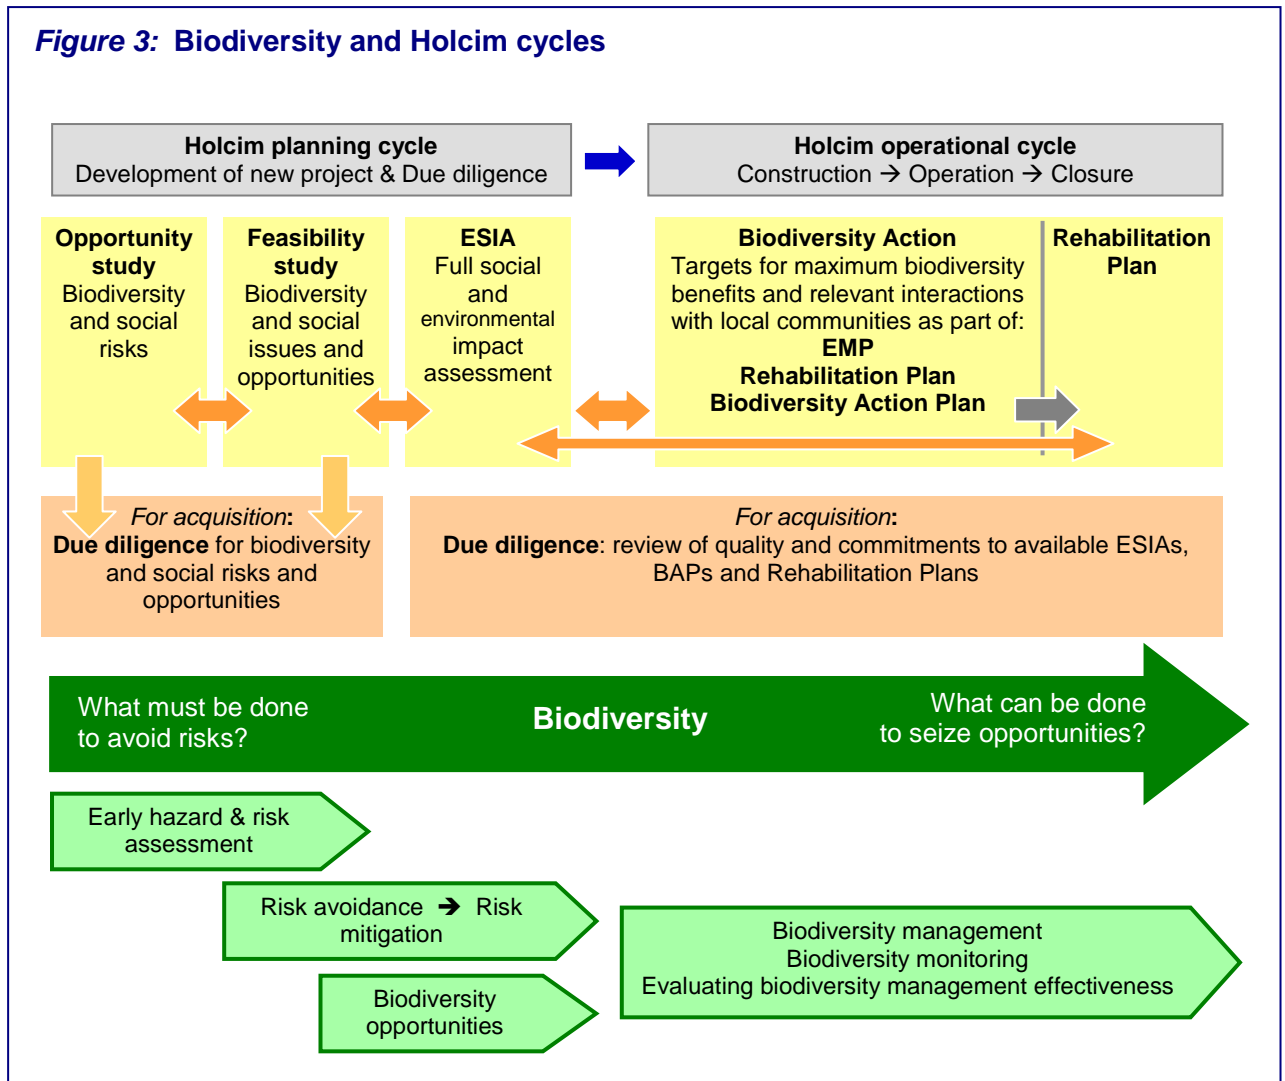 Figure 3: Biodiversity and Holcim cycles
Holcim planning cycle
Development of new project & Due diligence
Holcim operational cycle
Construction → Operation → Closure
Opportunity
study
Biodiversity
and social
risks
Feasibility
study
Biodiversity
and social
issues and
opportunities
ESIA
Full social
and
environmental
impact
assessment
Biodiversity Action
Targets for maximum biodiversity
benefits and relevant interactions
with local communities as part of:
EMP
Rehabilitation Plan
Biodiversity Action Plan
Rehabilitation
Plan
For acquisition:
Due diligence for biodiversity
and social risks and
opportunities
For acquisition:
Due diligence: review of quality and commitments to available ESIAs,
BAPs and Rehabilitation Plans
What must be done
to avoid risks?
Biodiversity
What can be done
to seize opportunities?
Early hazard & risk
assessment
Risk avoidance ➔ Risk
mitigation
Biodiversity
opportunities
Biodiversity management
Biodiversity monitoring
Evaluating biodiversity management effectiveness